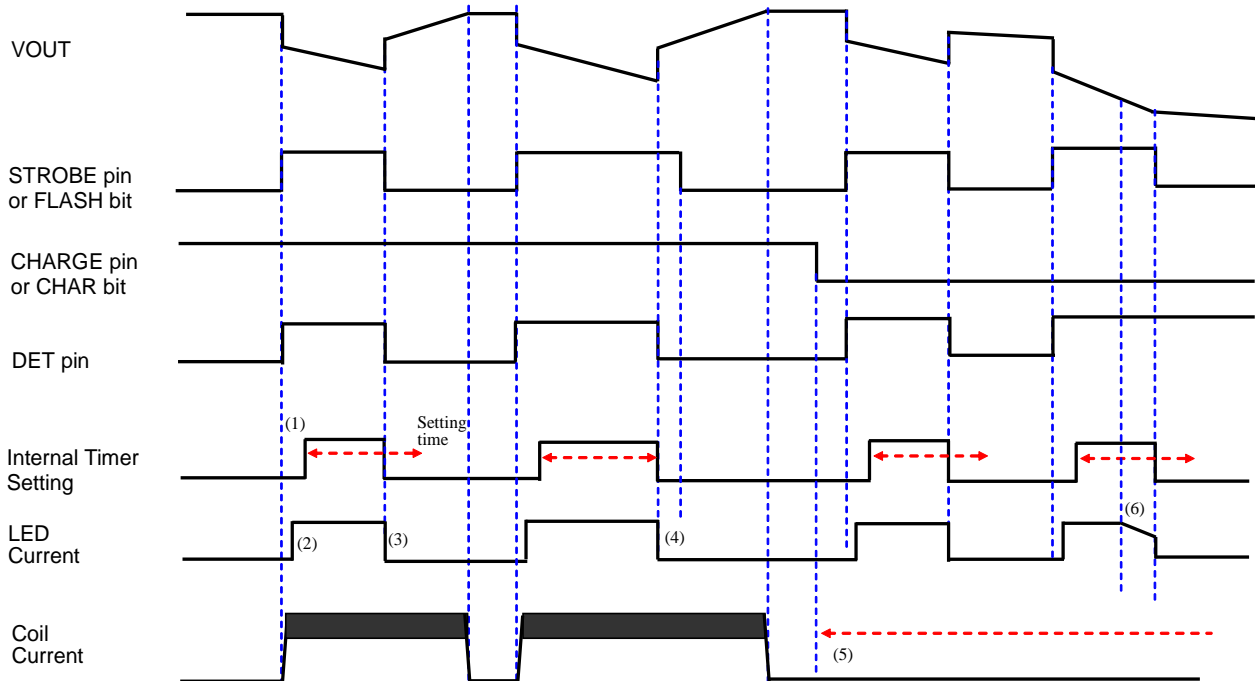 VOUT
STROBE pin
or FLASH bit
CHARGE pin
or CHAR bit
DET pin
(1)
Setting
time
Internal Timer
Setting
LED
Current
(2)
(3)
(4)
(6)
Coil
Current
(5)